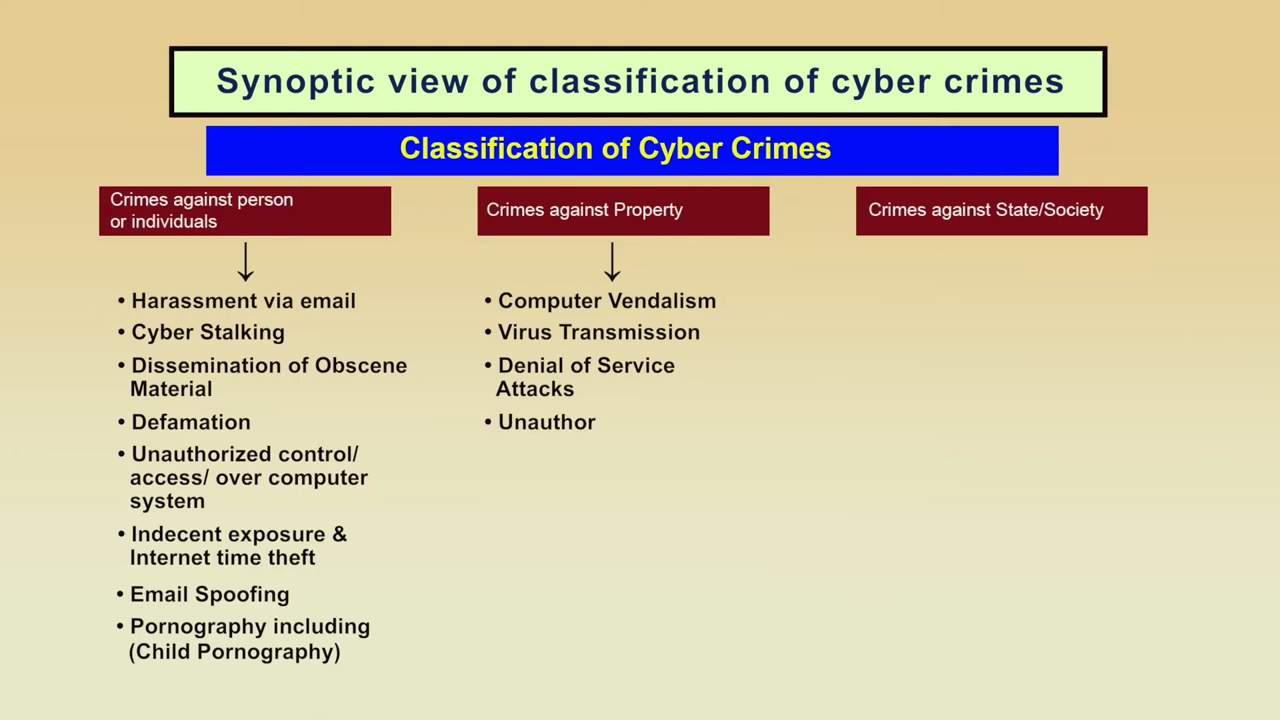 Synoptic view of classification of cyber crimes
Classification of Cyber Crimes
Crimes against person
or individuals
• Harassment via email
• Cyber Stalking
• Dissemination of Obscene
Material
• Defamation
• Unauthorized control/
access/ over computer
system
• Indecent exposure &
Internet time theft
• Email Spoofing
• Pornography including
(Child Pornography)
Crimes against Property
• Computer Vendalism
• Virus Transmission
• Denial of Service
Attacks
• Unauthor
Crimes against State/Society